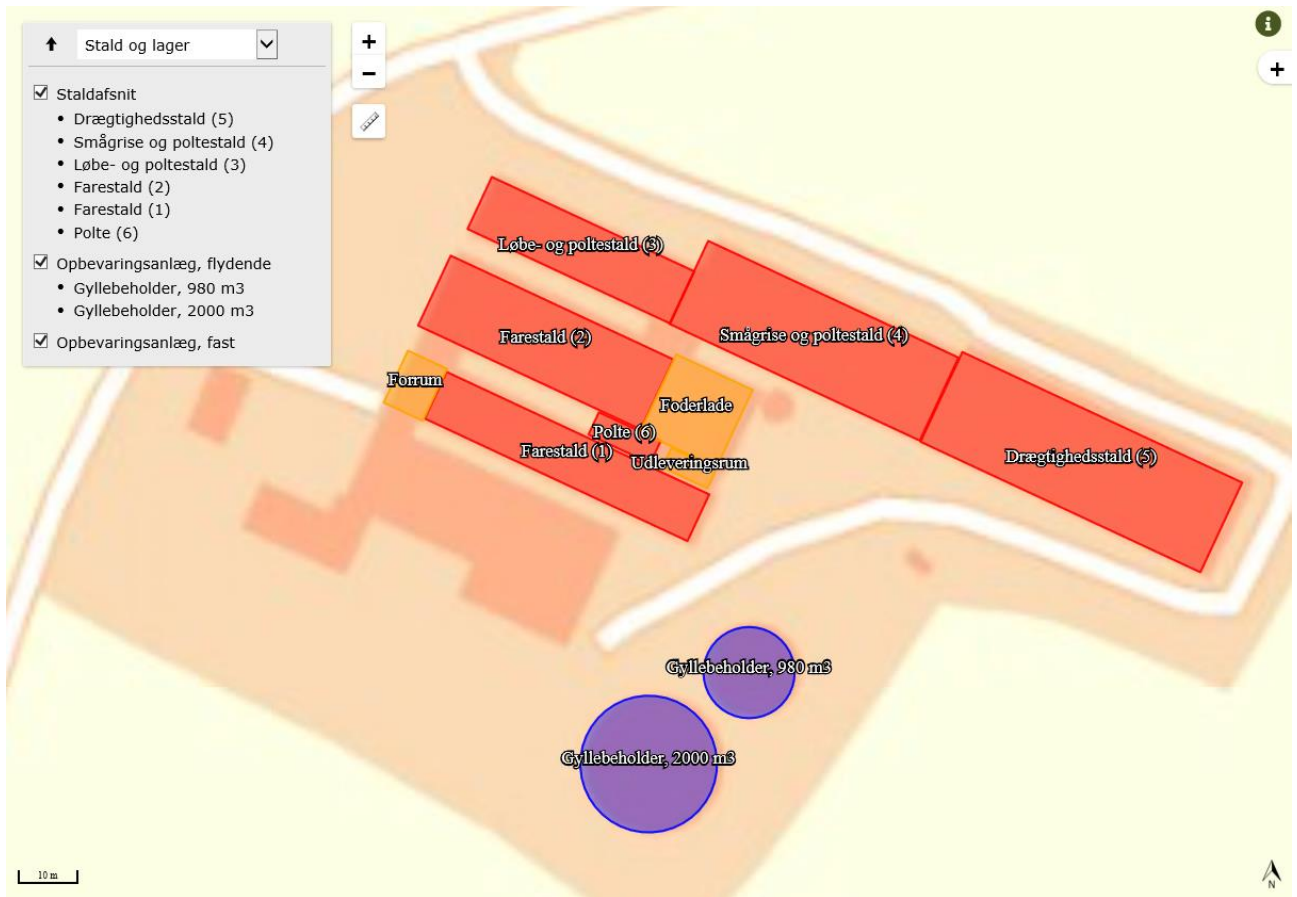 Stald og lager
Staldafsnit
Drægtighedsstald (5)
Smågrise og poltestald (4)
Løbe- og poltestald (3)
Farestald (2)
Farestald (1)
Polte (6)
Opbevaringsanlæg, flydende
Gyllebeholder, 980 m3
Gyllebeholder, 2000 m3
Opbevaringsanlæg, fast
+
−
i
+
Løbe- og poltestald (3)
Smågrise og poltestald (4)
Farestald (2)
Forrum
Foderlade
Polte (6)
Farestald (1)
Udleveringsrum
Drægtighedsstald (5)
Gyllebeholder, 980 m3
Gyllebeholder, 2000 m3
10 m
N